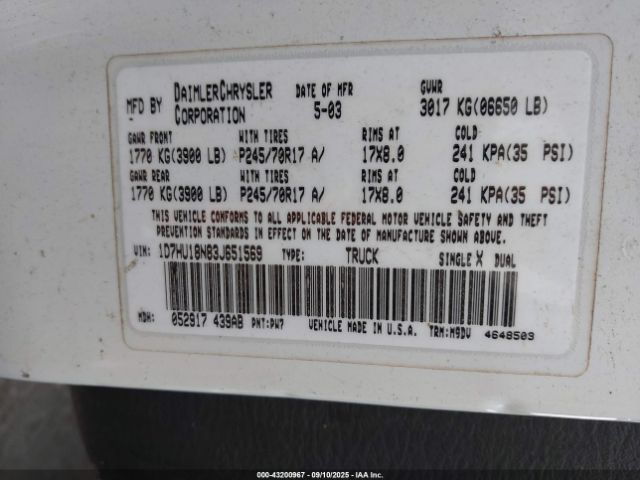 MFD BY DAIMLERCHRYSLER CORPORATION DATE OF MFR 5-03 GVWR 3017 KG(06650 LB)
GAWR FRONT WITH TIRES RIMS AT COLD
1770 KG(3900 LB) P245/70R17 A/ 17X8.0 241 KPA(35 PSI)
GAWR REAR WITH TIRES RIMS AT COLD
1770 KG(3900 LB) P245/70R17 A/ 17X8.0 241 KPA(35 PSI)
THIS VEHICLE CONFORMS TO ALL APPLICABLE FEDERAL MOTOR VEHICLE SAFETY AND THEFT
PREVENTION STANDARDS IN EFFECT ON THE DATE OF MANUFACTURE SHOWN ABOVE.
VIN: 1D7HU18N83J651569 TYPE: TRUCK SINGLE X DUAL
MDH: 052917 439AB PNT:PW7 VEHICLE MADE IN U.S.A. TRM:M9DV 4648509
000-43200967 - 09/10/2025 - IAAI.COM